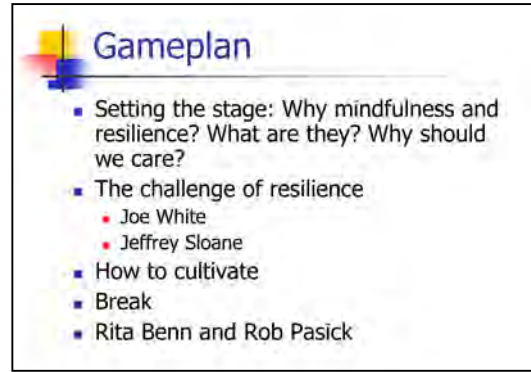 Gameplan
Setting the stage: Why mindfulness and
resilience? What are they? Why should
we care?
The challenge of resilience
Joe White
Jeffrey Sloane
How to cultivate
Break
Rita Benn and Rob Pasick